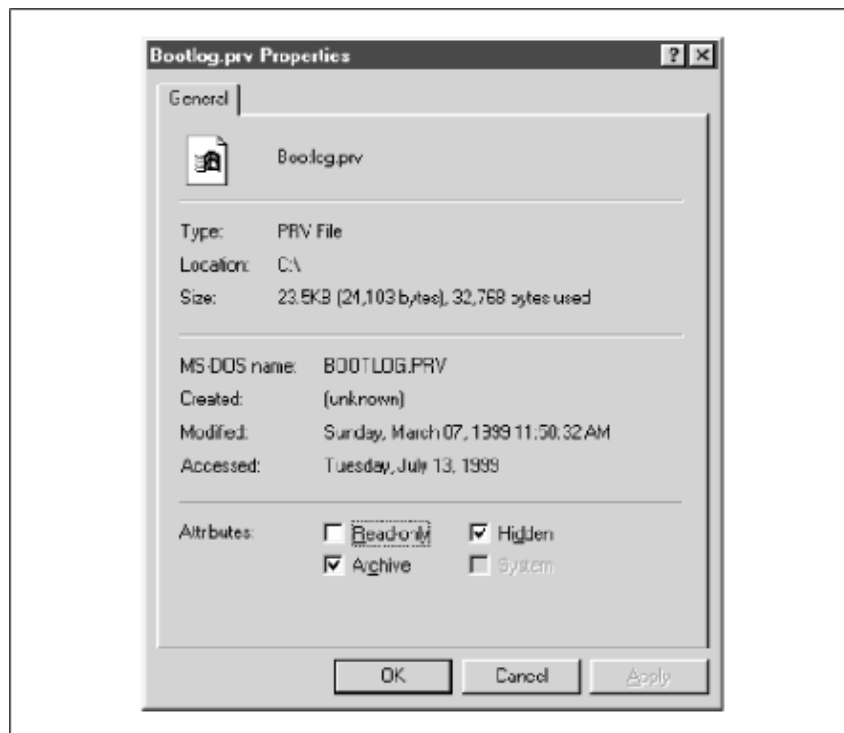 Bootlog.prv Properties
General
Bootlog.prv
Type: PRV File
Location: C:\
Size: 23.5KB (24,103 bytes), 32,768 bytes used
MS-DOS name: BOOTLOG.PRV
Created: (unknown)
Modified: Sunday, March 07, 1999 11:50:32 AM
Accessed: Tuesday, July 13, 1999
Attributes: Read-only Hidden
Archive System
OK Cancel Apply